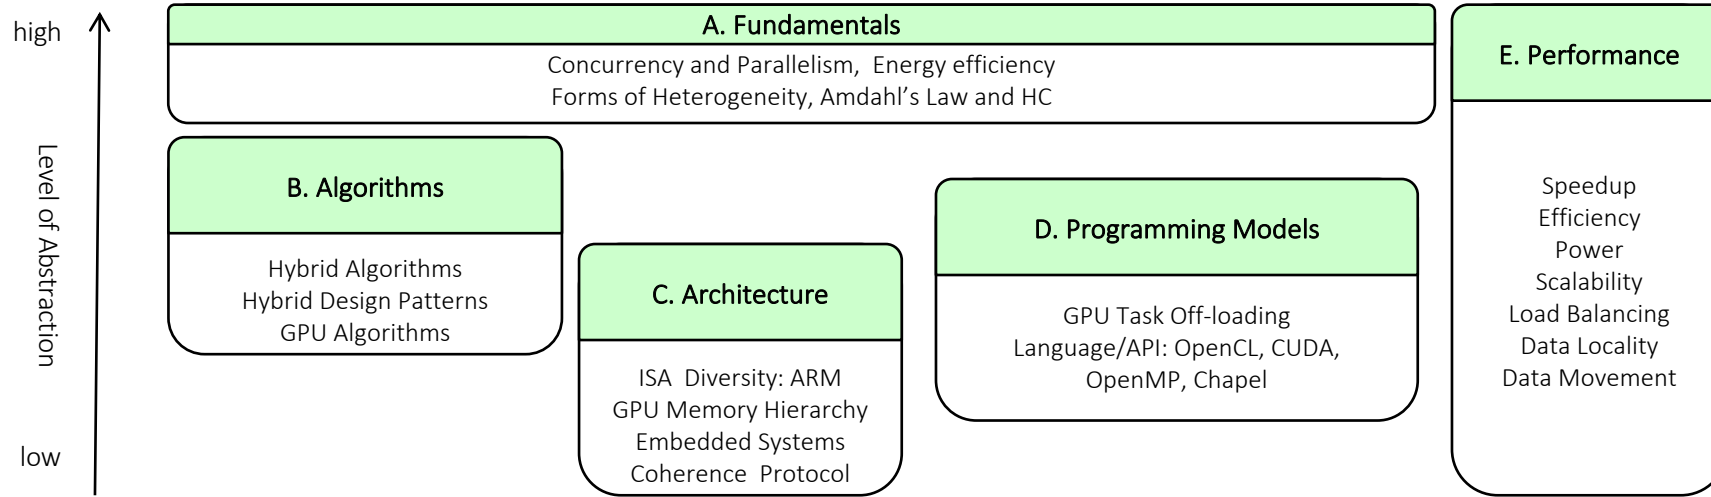 high
Level of Abstraction
low
A. Fundamentals
Concurrency and Parallelism, Energy efficiency
Forms of Heterogeneity, Amdahl’s Law and HC
B. Algorithms
Hybrid Algorithms
Hybrid Design Patterns
GPU Algorithms
C. Architecture
ISA Diversity: ARM
GPU Memory Hierarchy
Embedded Systems
Coherence Protocol
D. Programming Models
GPU Task Off-loading
Language/API: OpenCL, CUDA,
OpenMP, Chapel
E. Performance
Speedup
Efficiency
Power
Scalability
Load Balancing
Data Locality
Data Movement